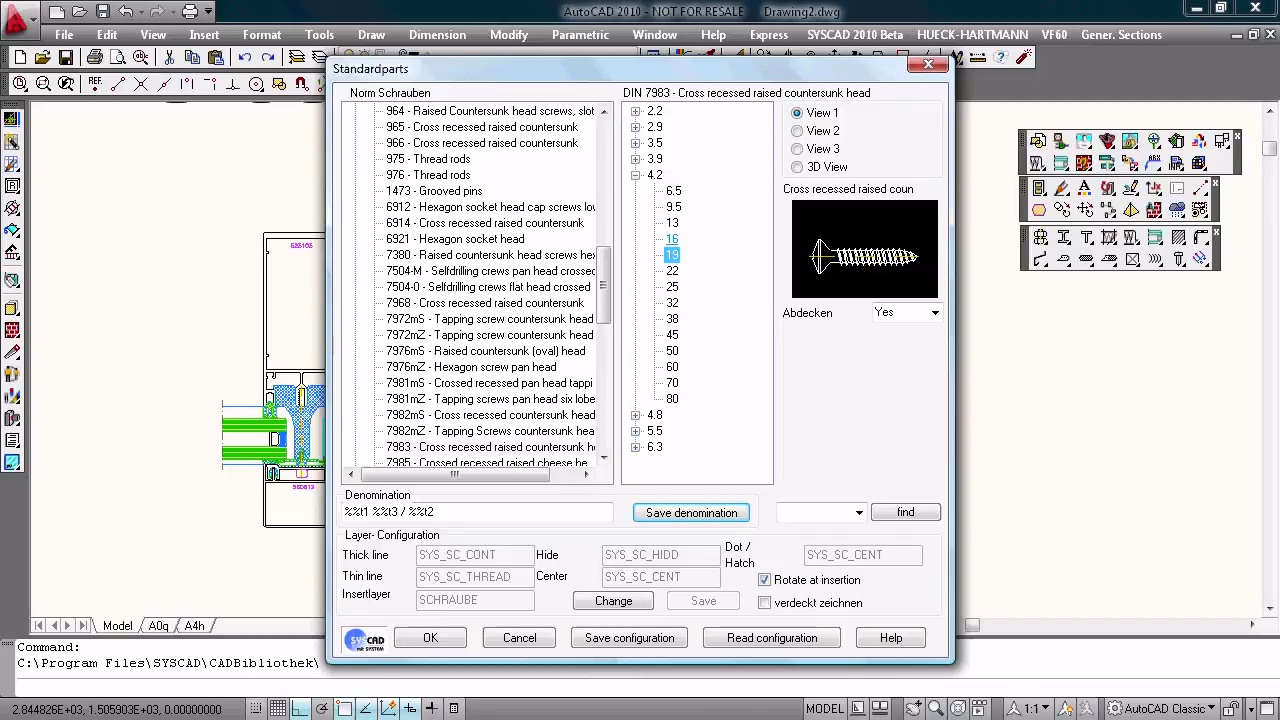 AutoCAD 2010 - NOT FOR RESALE Drawing2.dwg
File Edit View Insert Format Tools Draw Dimension Modify Parametric Window Help Express SYSCAD 2010 Beta HUECK-HARTMANN VF60 Gener. Sections
REF.
Standardparts
Norm Schrauben
964 - Raised Countersunk head screws, slot
965 - Cross recessed raised countersunk
966 - Cross recessed raised countersunk
975 - Thread rods
976 - Thread rods
1473 - Grooved pins
6912 - Hexagon socket head cap screws lov
6914 - Cross recessed raised countersunk
6921 - Hexagon socket head
7380 - Raised countersunk head screws hex
7504-M - Selfdrilling crews pan head crossed
7504-0 - Selfdrilling crews flat head crossed
7968 - Cross recessed raised countersunk
7972mS - Tapping screw countersunk head
7972mZ - Tapping screw countersunk head
7976mS - Raised countersunk (oval) head
7976mZ - Hexagon screw pan head
7981mS - Crossed recessed pan head tappi
7981mZ - Tapping screws pan head six lobe
7982mS - Cross recessed countersunk head
7982mZ - Tapping Screws countersunk hea
7983 - Cross recessed raised countersunk h
7985 - Crossed recessed raised cheese he
DIN 7983 - Cross recessed raised countersunk head
2.2
2.9
3.5
3.9
4.2
6.5
9.5
13
16
19
22
25
32
38
45
50
60
70
80
4.8
5.5
6.3
View 1
View 2
View 3
3D View
Cross recessed raised coun
Abdecken Yes
Denomination
%%t1 %%t3 / %%t2 Save denomination find
Layer- Configuration
Thick line SYS_SC_CONT Hide SYS_SC_HIDD Dot / Hatch SYS_SC_CENT
Thin line SYS_SC_THREAD Center SYS_SC_CENT Rotate at insertion
Insertlayer SCHRAUBE Change Save verdeckt zeichnen
SYSCAD
mit SYSTEM
OK Cancel Save configuration Read configuration Help
Model A0q A4h
Command:
C:\Program Files\SYSCAD\CADBibliothek\
2.844826E+03, 1.505903E+03, 0.00000000 MODEL 1:1 AutoCAD Classic